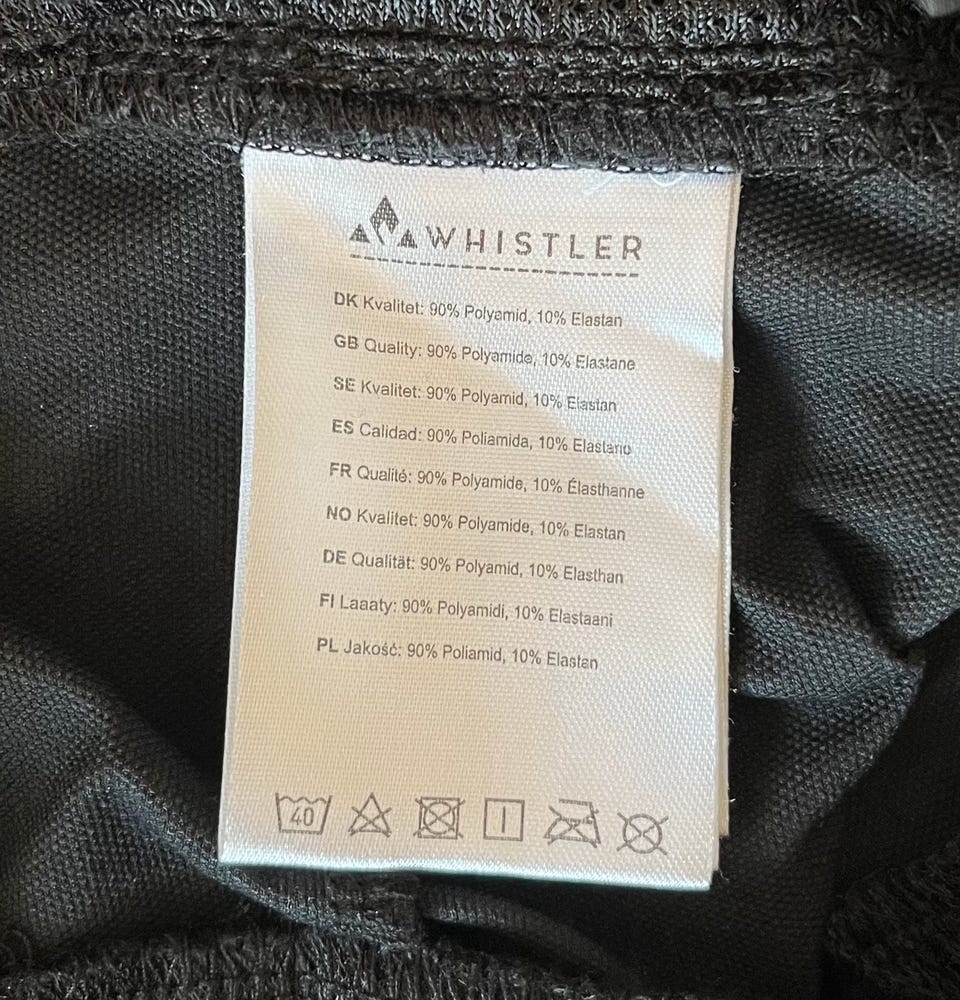 WHISTLER
DK Kvalitet: 90% Polyamid, 10% Elastan
GB Quality: 90% Polyamide, 10% Elastane
SE Kvalitet: 90% Polyamid, 10% Elastan
ES Calidad: 90% Poliamida, 10% Elastano
FR Qualité: 90% Polyamide, 10% Élasthanne
NO Kvalitet: 90% Polyamide, 10% Elastan
DE Qualität: 90% Polyamid, 10% Elasthan
FI Laaaty: 90% Polyamidi, 10% Elastaani
PL Jakość: 90% Poliamid, 10% Elastan
40